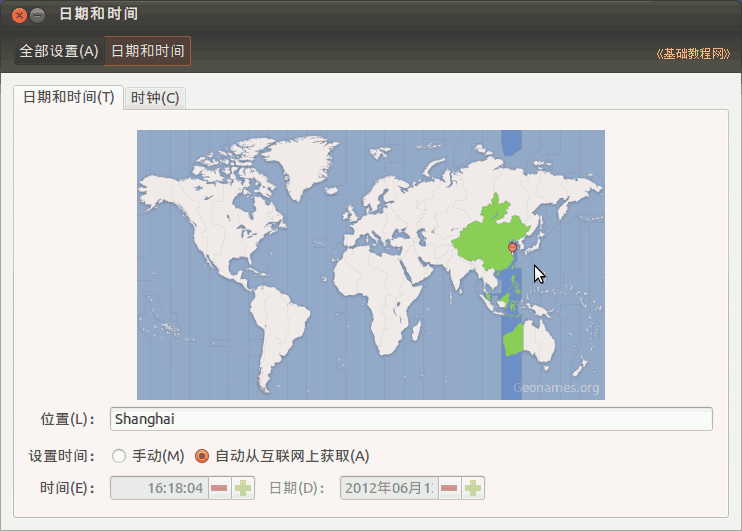 日期和时间
全部设置(A) 日期和时间
《基础教程网》
日期和时间(T) 时钟(C)
Geonames.org
位置(L)： Shanghai
设置时间： 手动(M) 自动从互联网上获取(A)
时间(E)： 16:18:04 日期(D)： 2012年06月1